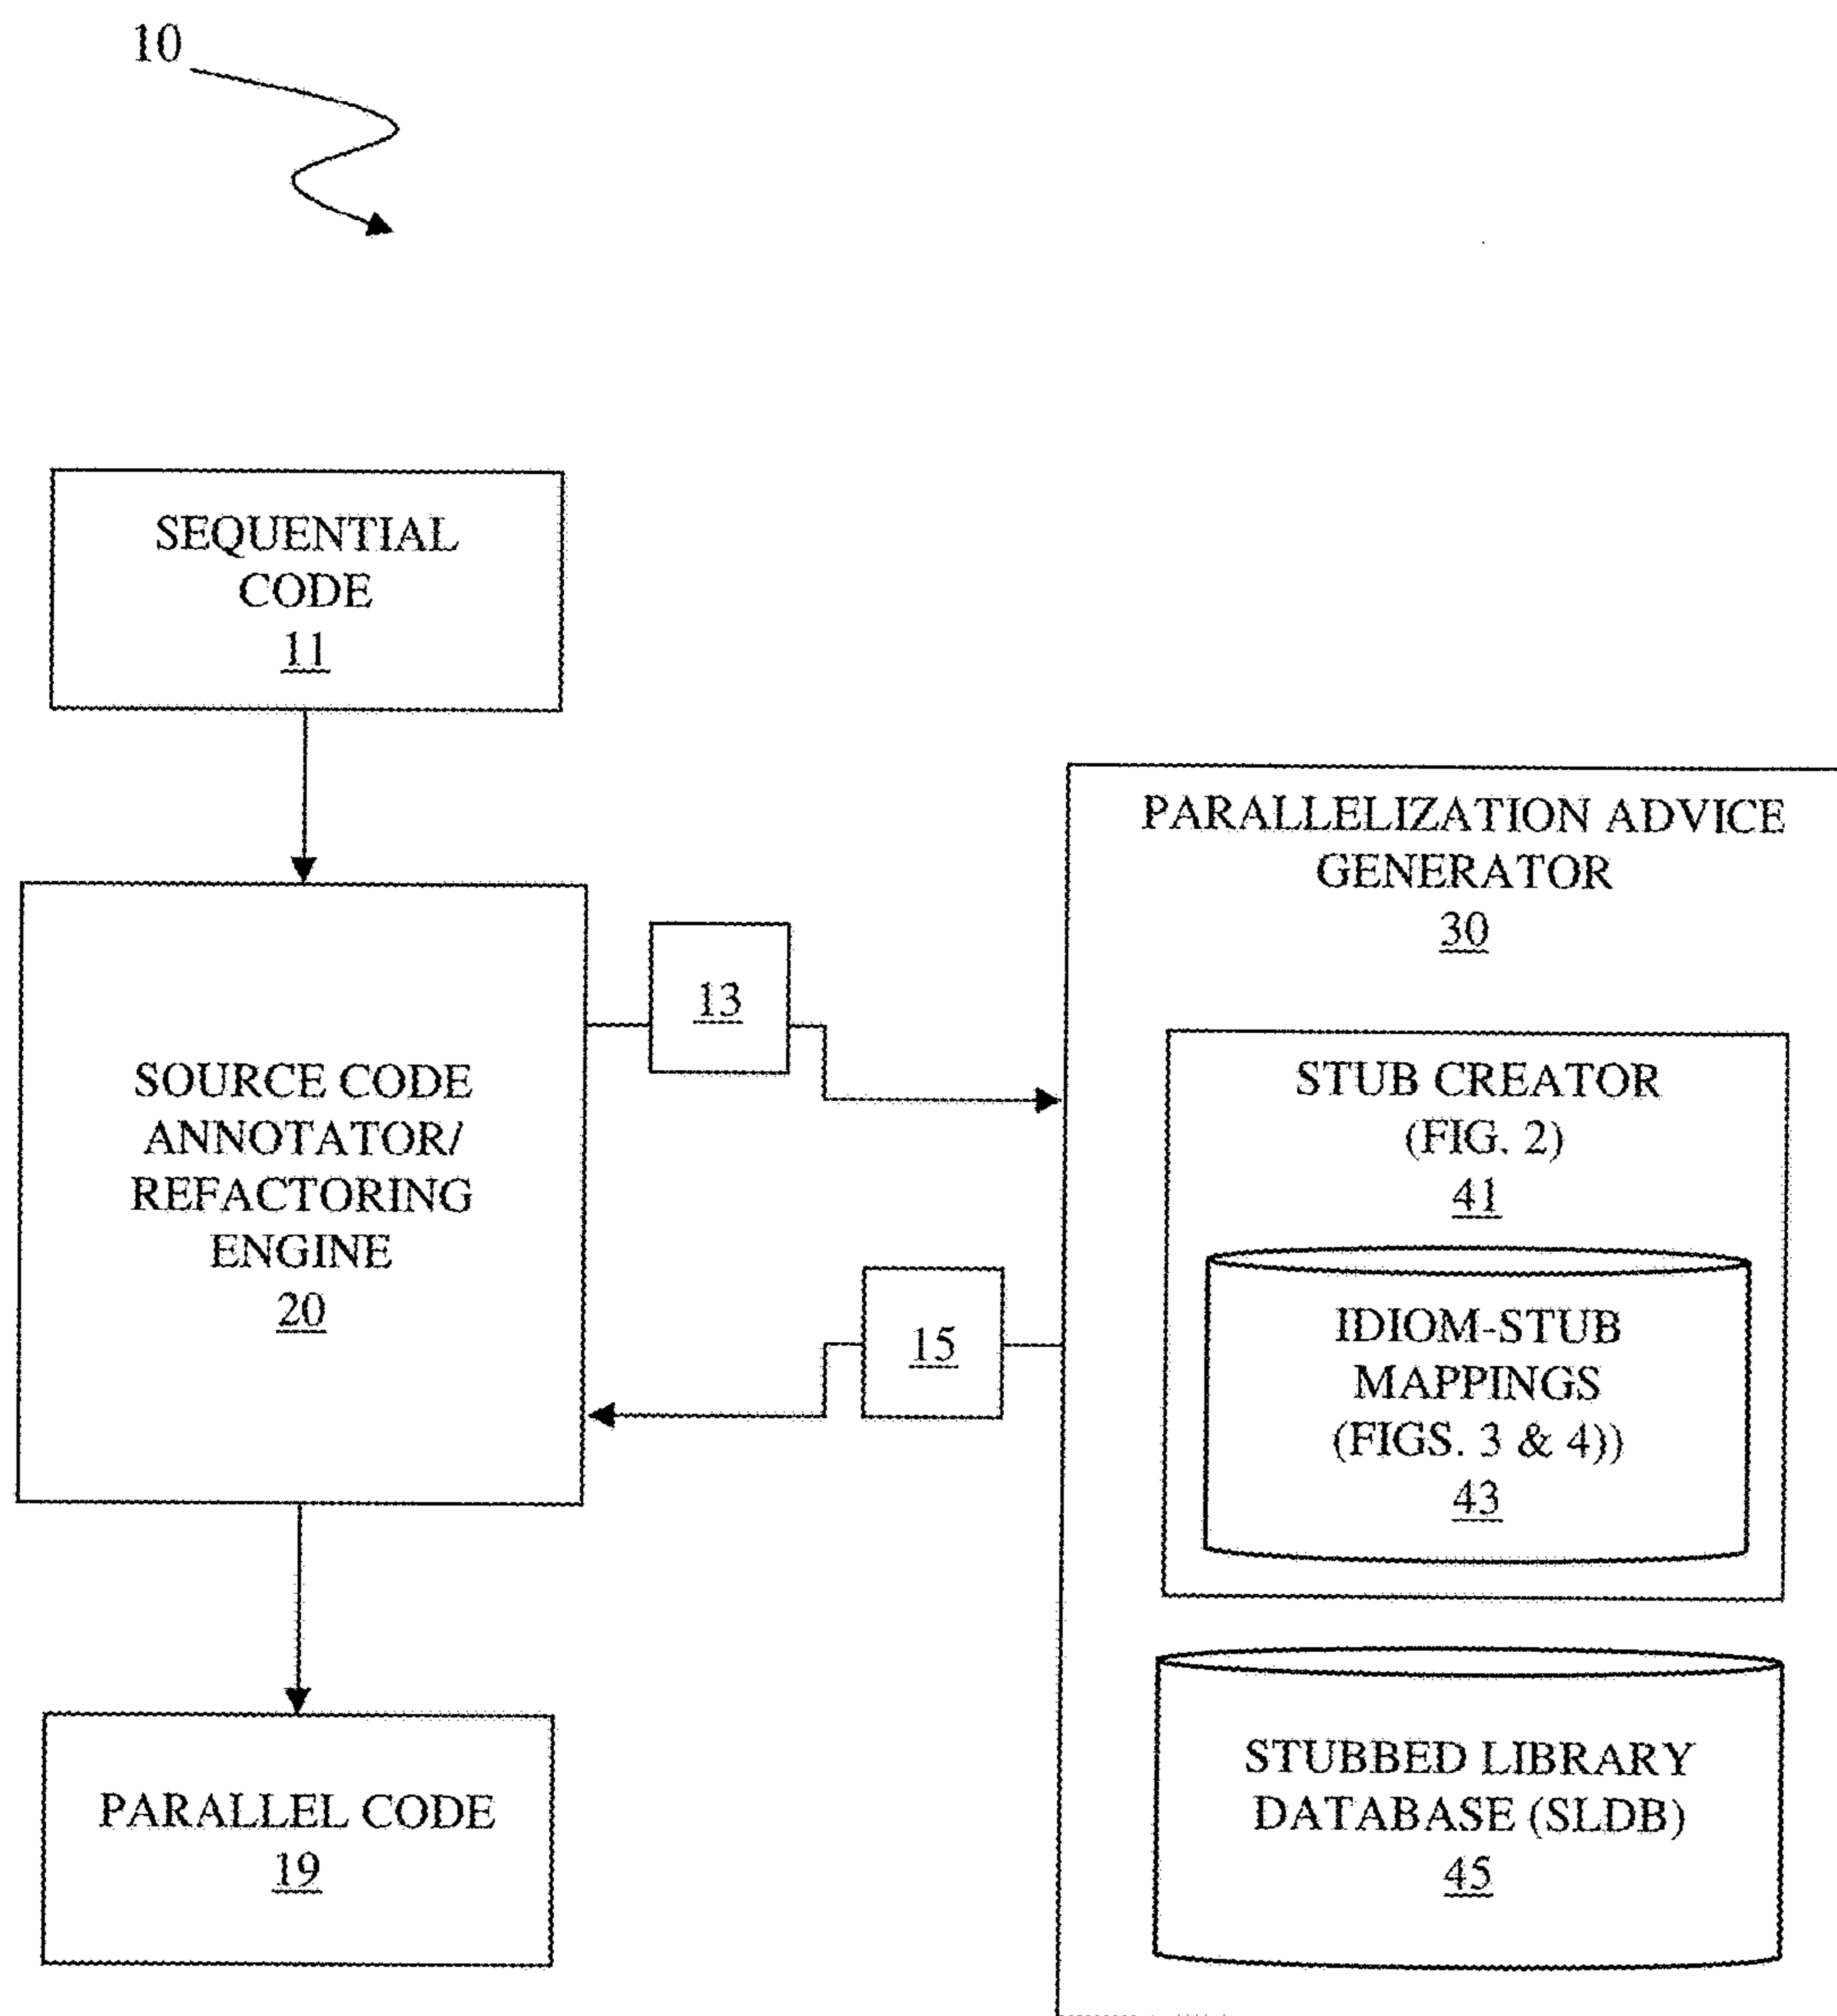 10
SEQUENTIAL
CODE
11
PARALLELIZATION ADVICE
GENERATOR
30
13
SOURCE CODE
ANNOTATOR/
REFACTORING
ENGINE
20
STUB CREATOR
(FIG. 2)
41
15
IDIOM-STUB
MAPPINGS
(FIGS. 3 & 4))
43
PARALLEL CODE
19
STUBBED LIBRARY
DATABASE (SLDB)
45